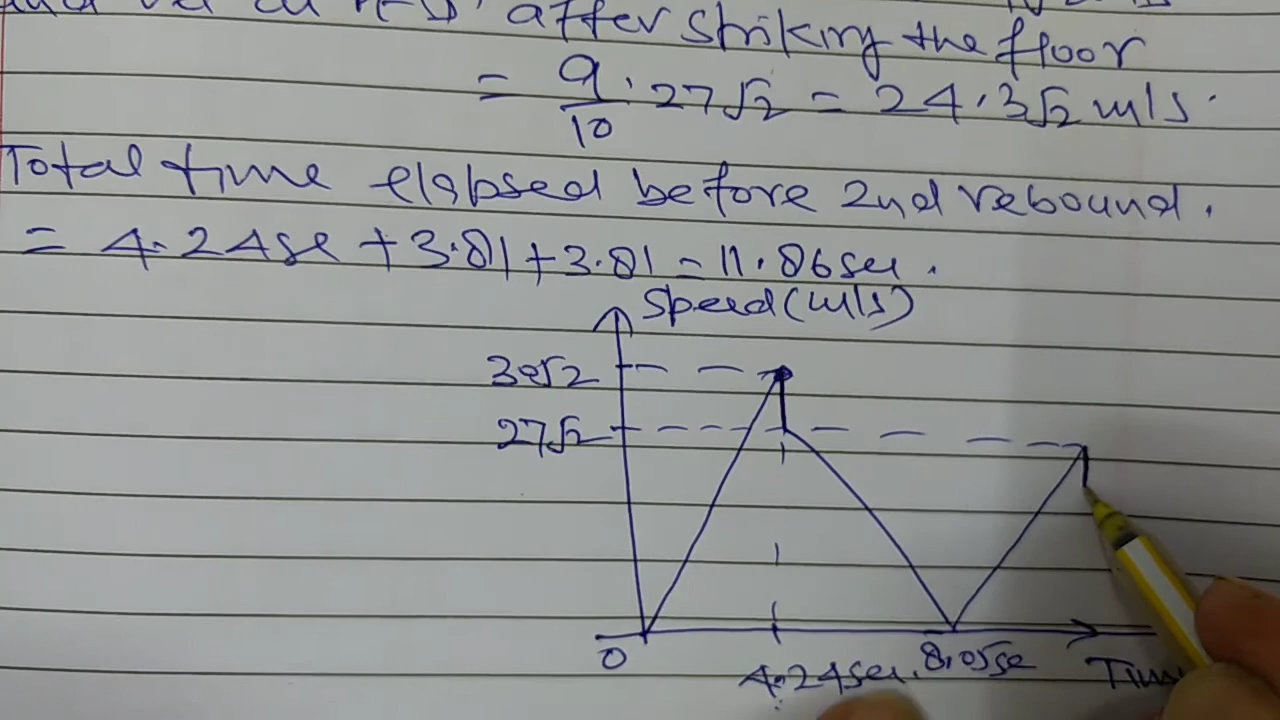 after striking the floor
= 9/10 · 27√2 = 24.3√2 m/s.
Total time elapsed before 2nd rebound.
= 4.24 sec + 3.81 + 3.81 = 11.86 sec.
Speed (m/s)
30√2
27√2
0
4.24 sec. 8.05 sec Tim